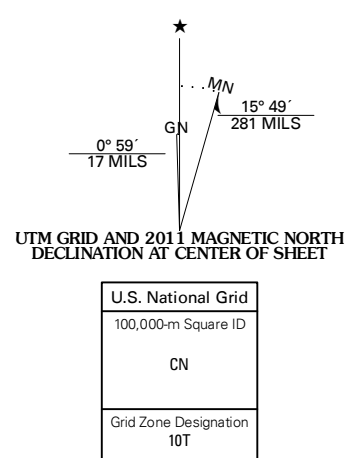 ★
MN
15° 49´
281 MILS
GN
0° 59´
17 MILS
UTM GRID AND 2011 MAGNETIC NORTH
DECLINATION AT CENTER OF SHEET
U.S. National Grid
100,000-m Square ID
CN
Grid Zone Designation
10T